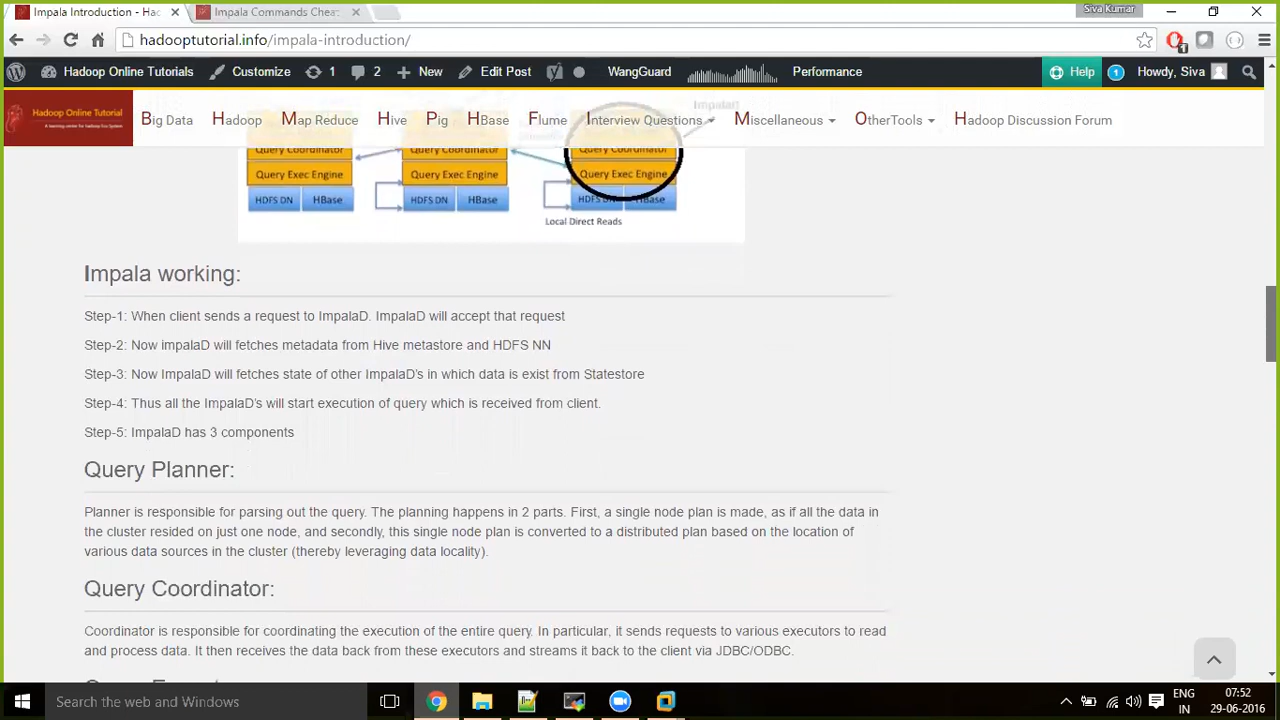 Impala Introduction - Ha
Impala Commands Chea
Siva Kumar
hadooptutorial.info/impala-introduction/
Hadoop Online Tutorials Customize 1 2 New Edit Post WangGuard Performance Help 1 Howdy, Siva
Hadoop Online Tutorial
Big Data Hadoop Map Reduce Hive Pig HBase Flume Interview Questions Miscellaneous OtherTools Hadoop Discussion Forum
Query Coordinator Query Coordinator Query Coordinator
Query Exec Engine Query Exec Engine Query Exec Engine
HDFS DN HBase HDFS DN HBase HDFS DN HBase
Local Direct Reads
Impala working:
Step-1: When client sends a request to ImpalaD. ImpalaD will accept that request
Step-2: Now impalaD will fetches metadata from Hive metastore and HDFS NN
Step-3: Now ImpalaD will fetches state of other ImpalaD's in which data is exist from Statestore
Step-4: Thus all the ImpalaD's will start execution of query which is received from client.
Step-5: ImpalaD has 3 components
Query Planner:
Planner is responsible for parsing out the query. The planning happens in 2 parts. First, a single node plan is made, as if all the data in
the cluster resided on just one node, and secondly, this single node plan is converted to a distributed plan based on the location of
various data sources in the cluster (thereby leveraging data locality).
Query Coordinator:
Coordinator is responsible for coordinating the execution of the entire query. In particular, it sends requests to various executors to read
and process data. It then receives the data back from these executors and streams it back to the client via JDBC/ODBC.
Search the web and Windows
ENG 07:52
IN 29-06-2016